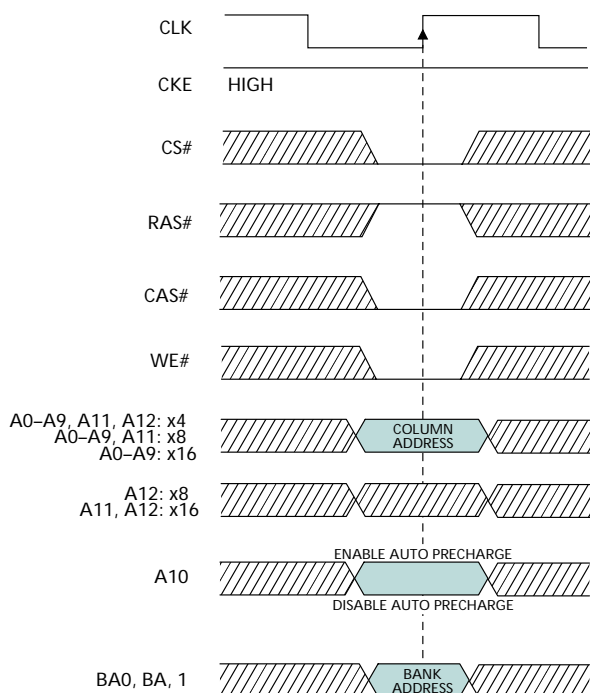 CLK
CKE HIGH
CS#
RAS#
CAS#
WE#
A0–A9, A11, A12: x4
A0–A9, A11: x8
A0–A9: x16
COLUMN
ADDRESS
A12: x8
A11, A12: x16
ENABLE AUTO PRECHARGE
A10
DISABLE AUTO PRECHARGE
BA0, BA, 1
BANK
ADDRESS